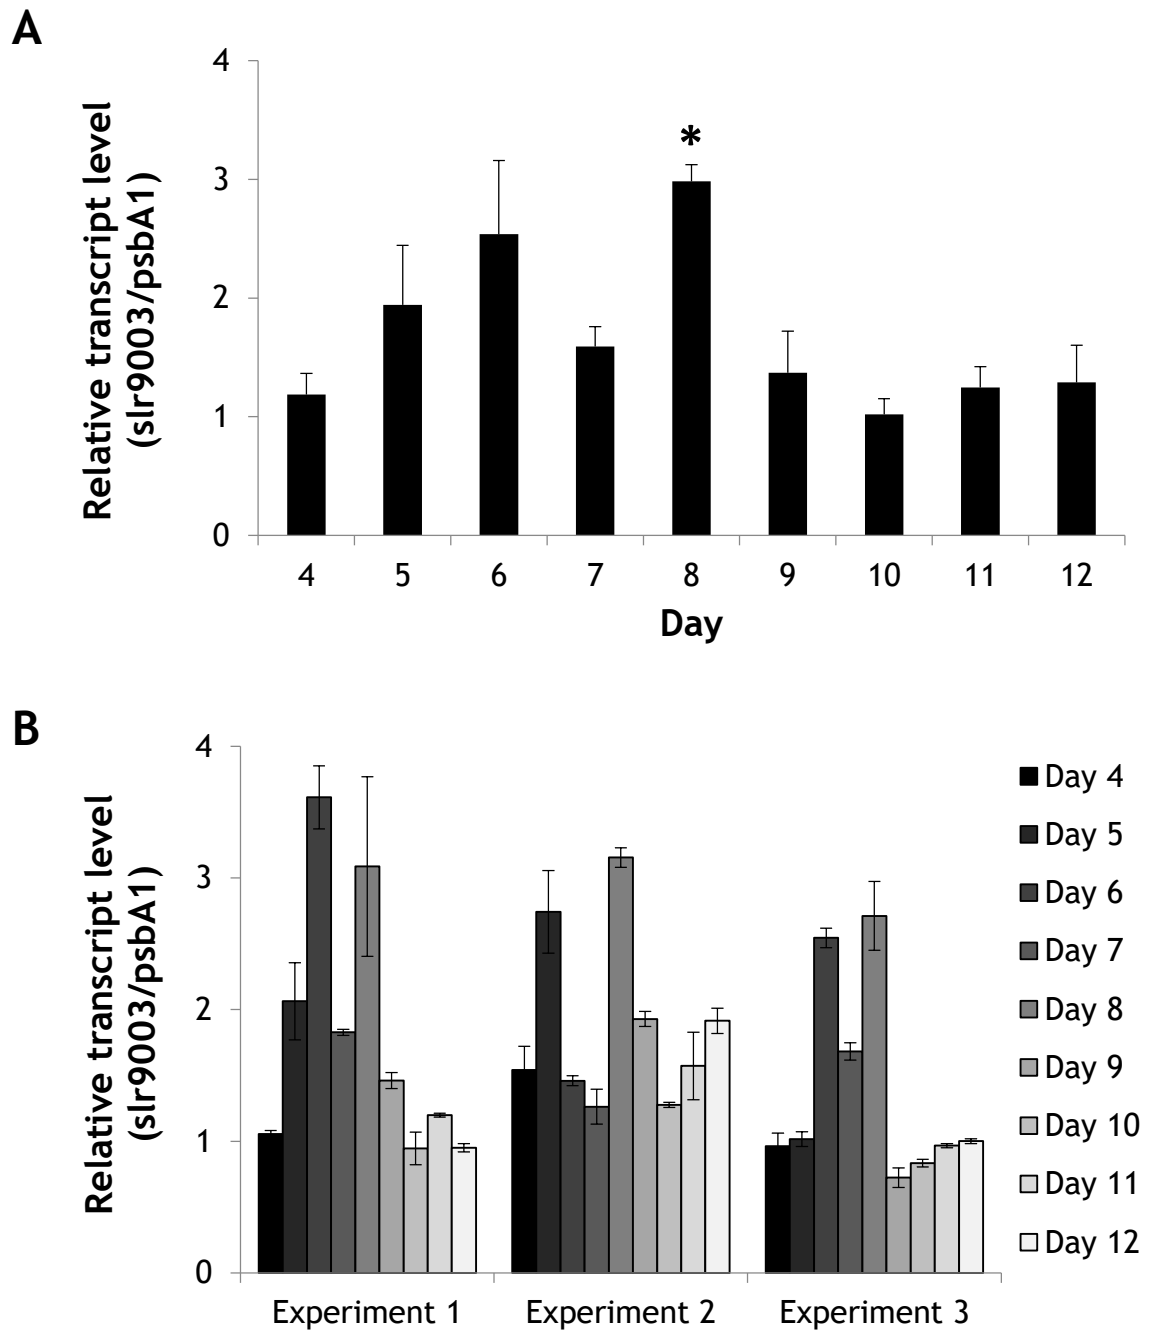 A
Relative transcript level
(slr9003/psbA1)
4
3
2
1
0
*
4 5 6 7 8 9 10 11 12
Day
B
Relative transcript level
(slr9003/psbA1)
4
3
2
1
0
Experiment 1 Experiment 2 Experiment 3
Day 4
Day 5
Day 6
Day 7
Day 8
Day 9
Day 10
Day 11
Day 12